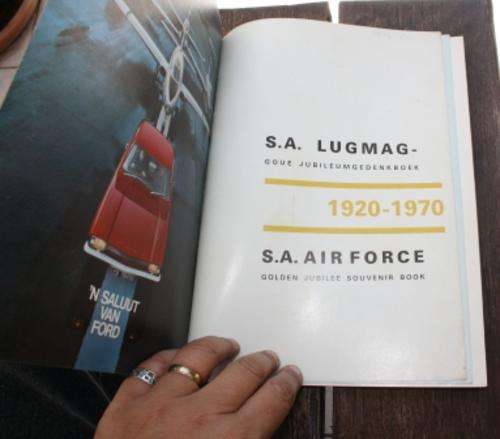 'N SALUUT
VAN
FORD
S.A. LUGMAG-
GOUE JUBILEUMGEDENKBOEK
1920-1970
S.A. AIR FORCE
GOLDEN JUBILEE SOUVENIR BOOK